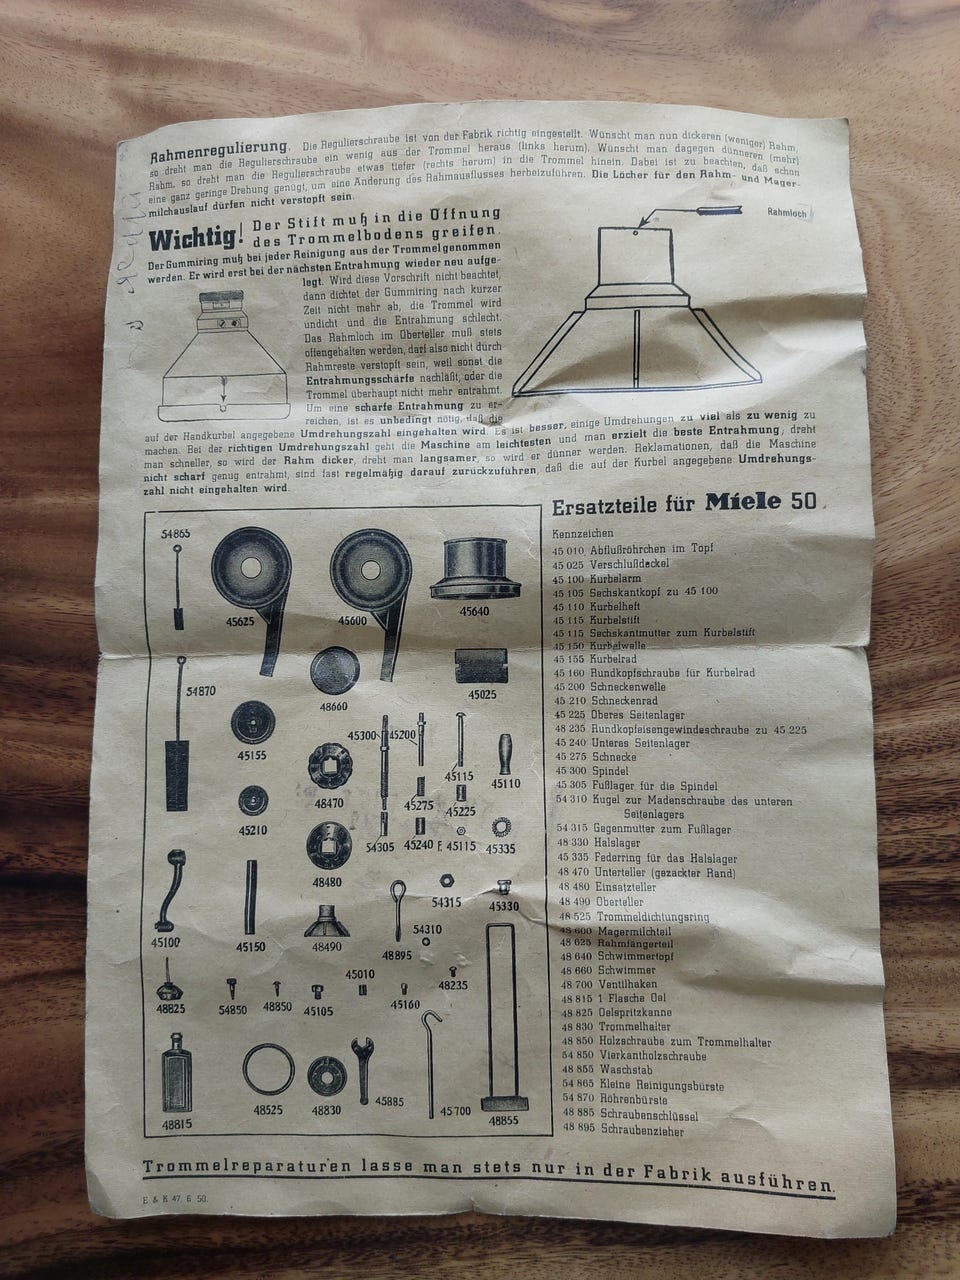 Rahmenregulierung. Die Regulierschraube ist von der Fabrik richtig eingestellt. Wünscht man nun dickeren (weniger) Rahm,
so dreht man die Regulierschraube ein wenig aus der Trommel heraus (links herum). Wünscht man dagegen dünneren (mehr)
Rahm, so dreht man die Regulierschraube etwas tiefer (rechts herum) in die Trommel hinein. Dabei ist zu beachten, daß schon
eine ganz geringe Drehung genügt, um eine Änderung des Rahmausflusses herbeizuführen. Die Löcher für den Rahm- und Mager-
milchauslauf dürfen nicht verstopft sein.
Wichtig! Der Stift muß in die Öffnung
des Trommelbodens greifen.
Der Gummiring muß bei jeder Reinigung aus der Trommel genommen
werden. Er wird erst bei der nächsten Entrahmung wieder neu aufge-
legt. Wird diese Vorschrift nicht beachtet,
dann dichtet der Gummiring nach kurzer
Zeit nicht mehr ab, die Trommel wird
undicht und die Entrahmung schlecht.
Das Rahmloch im Oberteller muß stets
offengehalten werden, darf also nicht durch
Rahmreste verstopft sein, weil sonst die
Entrahmungsschärfe nachläßt, oder die
Trommel überhaupt nicht mehr entrahmt.
Um eine scharfe Entrahmung zu er-
reichen, ist es unbedingt nötig, daß die
auf der Handkurbel angegebene Umdrehungszahl eingehalten wird. Es ist besser, einige Umdrehungen zu viel als zu wenig zu
machen. Bei der richtigen Umdrehungszahl geht die Maschine am leichtesten und man erzielt die beste Entrahmung; dreht
man schneller, so wird der Rahm dicker, dreht man langsamer, so wird er dünner werden. Reklamationen, daß die Maschine
nicht scharf genug entrahmt, sind fast regelmäßig darauf zurückzuführen, daß die auf der Kurbel angegebene Umdrehungs-
zahl nicht eingehalten wird.
Rahmloch
Ersatzteile für Miele 50
Kennzeichen
45 010 Abflußröhrchen im Topf
45 025 Verschlußdeckel
45 100 Kurbelarm
45 105 Sechskantkopf zu 45 100
45 110 Kurbelheft
45 115 Kurbelstift
45 115 Sechskantmutter zum Kurbelstift
45 150 Kurbelwelle
45 155 Kurbelrad
45 160 Rundkopfschraube für Kurbelrad
45 200 Schneckenwelle
45 210 Schneckenrad
45 225 Oberes Seitenlager
48 235 Rundkopfeisengewindeschraube zu 45 225
45 240 Unteres Seitenlager
45 275 Schnecke
45 300 Spindel
45 305 Fußlager für die Spindel
54 310 Kugel zur Madenschraube des unteren
Seitenlagers
54 315 Gegenmutter zum Fußlager
48 330 Halslager
45 335 Federring für das Halslager
48 470 Unterteller (gezackter Rand)
48 480 Einsatzteller
48 490 Oberteller
48 525 Trommeldichtungsring
48 600 Magermilchteil
48 625 Rahmfängerteil
48 640 Schwimmertopf
48 660 Schwimmer
48 700 Ventilhaken
48 815 1 Flasche Oel
48 825 Oelspritzkanne
48 830 Trommelhalter
48 850 Holzschraube zum Trommelhalter
54 850 Vierkantholzschraube
48 855 Waschstab
54 865 Kleine Reinigungsbürste
54 870 Röhrenbürste
48 885 Schraubenschlüssel
48 895 Schraubenzieher
54865
45625
45600
45640
54870
48660
45025
45155
45300
45200
45115
45110
48470
45275
45225
45210
54305
45240
F. 45115
45335
48480
54315
45330
45100
45150
48490
54310
48895
45010
48235
48825
54850
48850
45105
45160
48815
48525
48830
45885
45700
48855
Trommelreparaturen lasse man stets nur in der Fabrik ausführen.
E & K 47. 6 50.